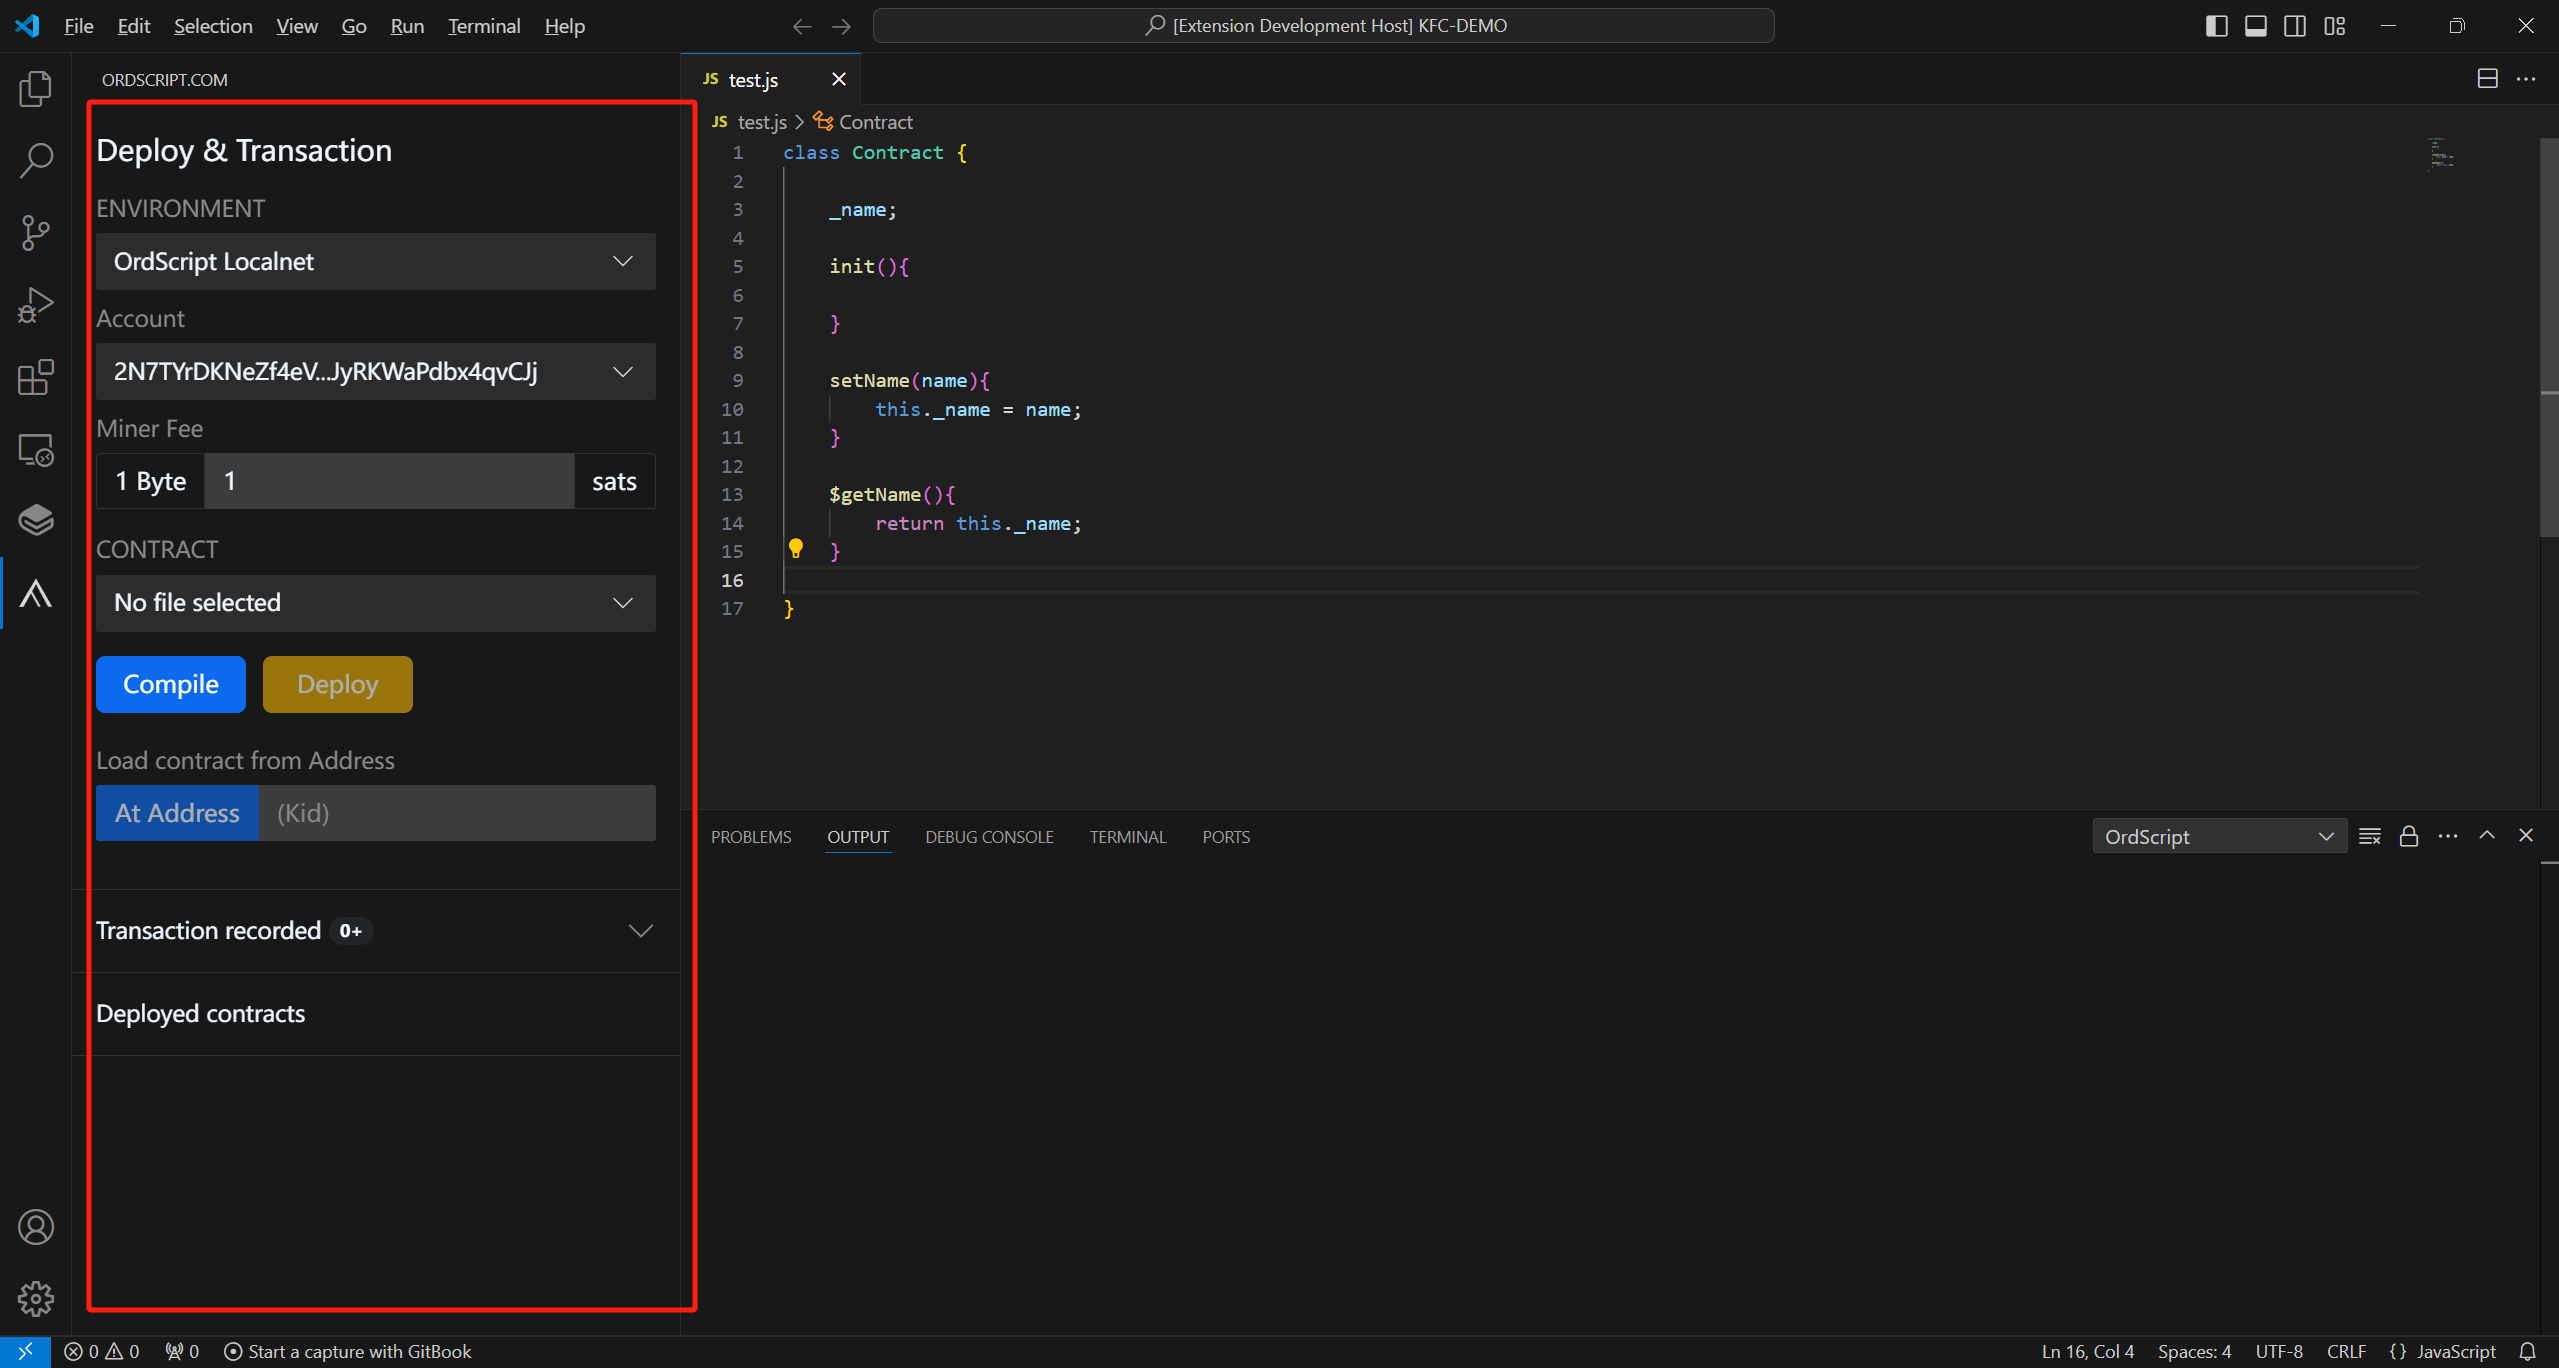 File Edit Selection View Go Run Terminal Help
[Extension Development Host] KFC-DEMO
ORDSCRIPT.COM
Deploy & Transaction
ENVIRONMENT
OrdScript Localnet
Account
2N7TYrDKNeZf4eV...JyRKWaPdbx4qvCJj
Miner Fee
1 Byte 1 sats
CONTRACT
No file selected
Compile Deploy
Load contract from Address
At Address (Kid)
Transaction recorded 0+
Deployed contracts
JS test.js
JS test.js > Contract
1 class Contract {
2
3 _name;
4
5 init(){
6
7 }
8
9 setName(name){
10 this._name = name;
11 }
12
13 $getName(){
14 return this._name;
15 }
16
17 }
PROBLEMS OUTPUT DEBUG CONSOLE TERMINAL PORTS
OrdScript
0 0 0 Start a capture with GitBook
Ln 16, Col 4 Spaces: 4 UTF-8 CRLF {} JavaScript